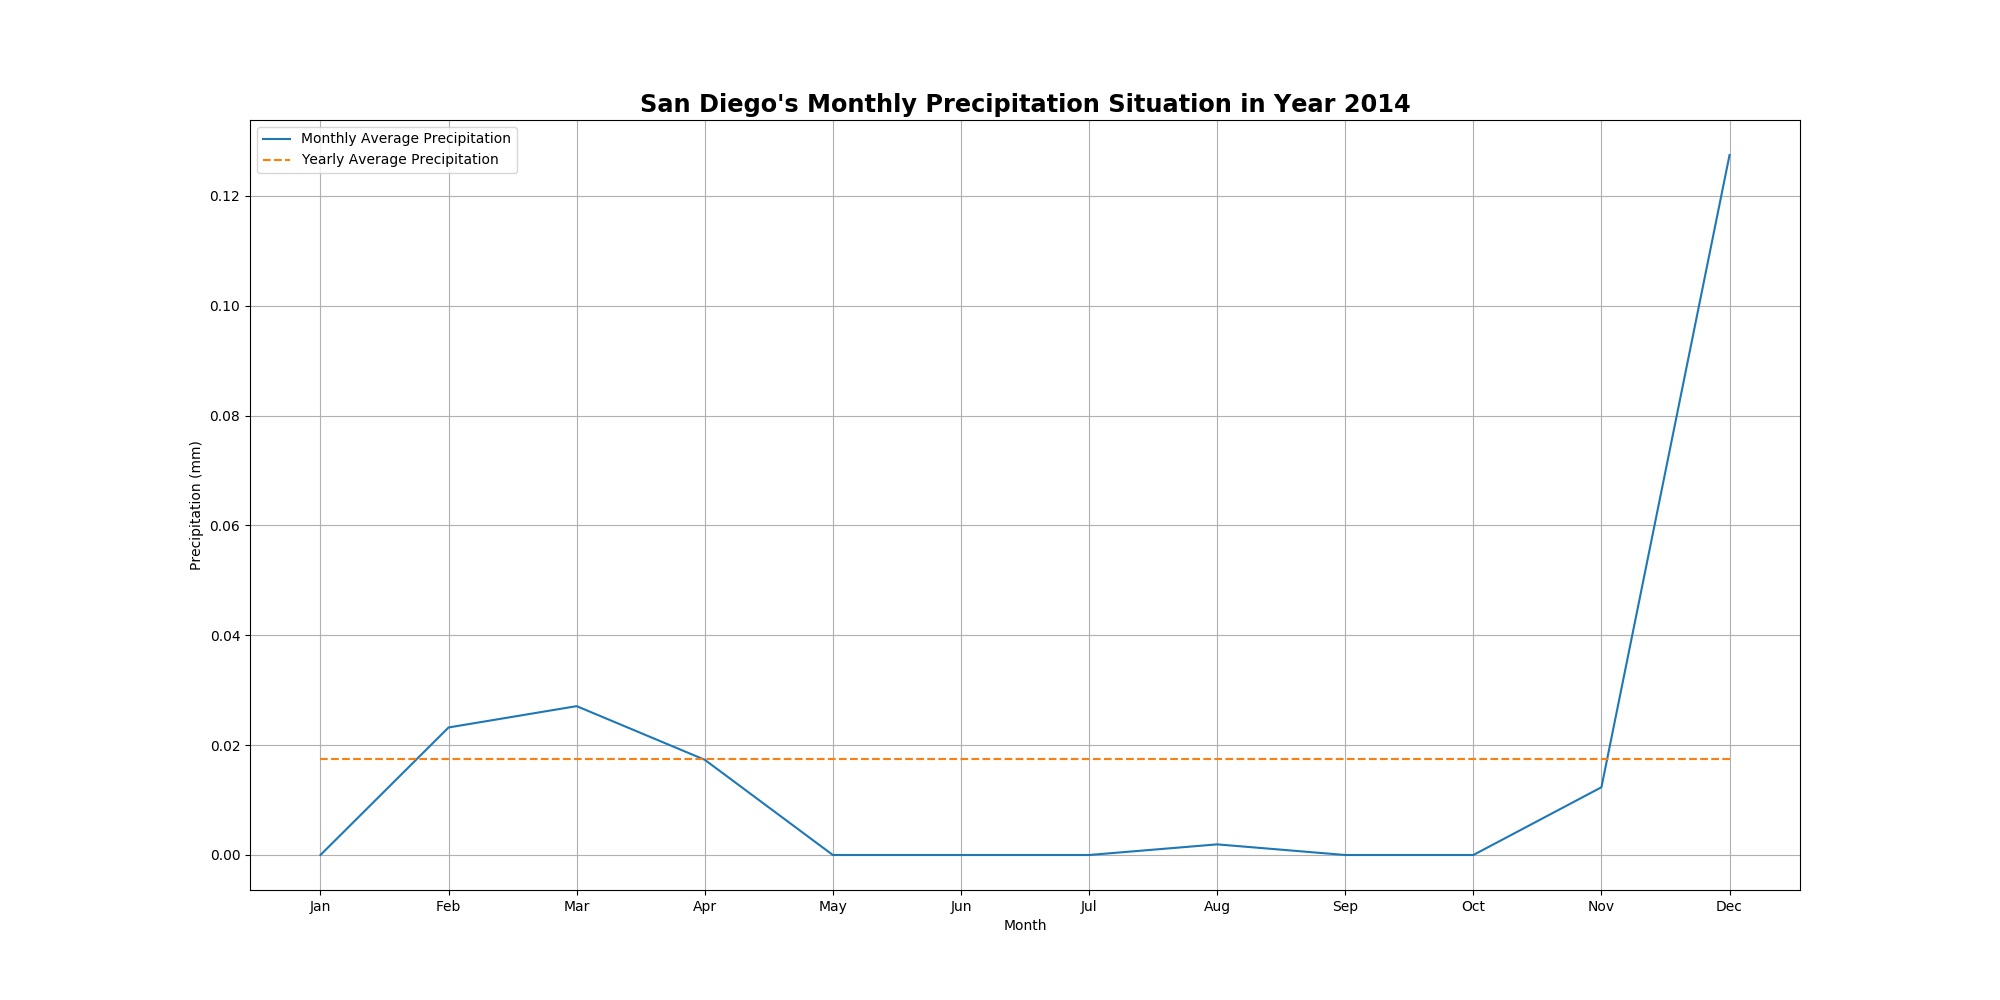 San Diego's Monthly Precipitation Situation in Year 2014
Monthly Average Precipitation
Yearly Average Precipitation
0.12
0.10
0.08
0.06
0.04
0.02
0.00
Precipitation (mm)
Jan Feb Mar Apr May Jun Jul Aug Sep Oct Nov Dec
Month